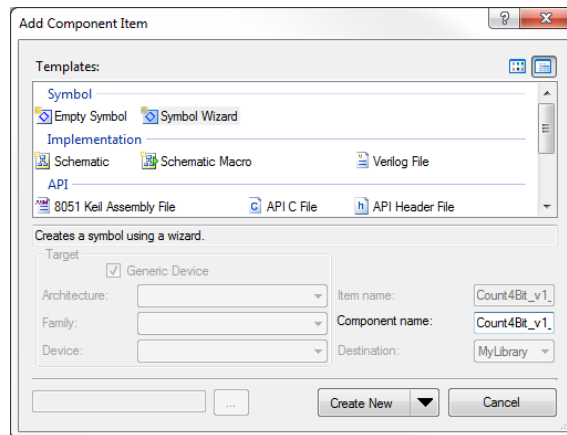 Add Component Item
Templates:
Symbol
Empty Symbol Symbol Wizard
Implementation
Schematic Schematic Macro Verilog File
API
8051 Keil Assembly File API C File API Header File
Creates a symbol using a wizard.
Target
Generic Device
Architecture: Item name: Count4Bit_v1_
Family: Component name: Count4Bit_v1_
Device: Destination: MyLibrary
... Create New Cancel